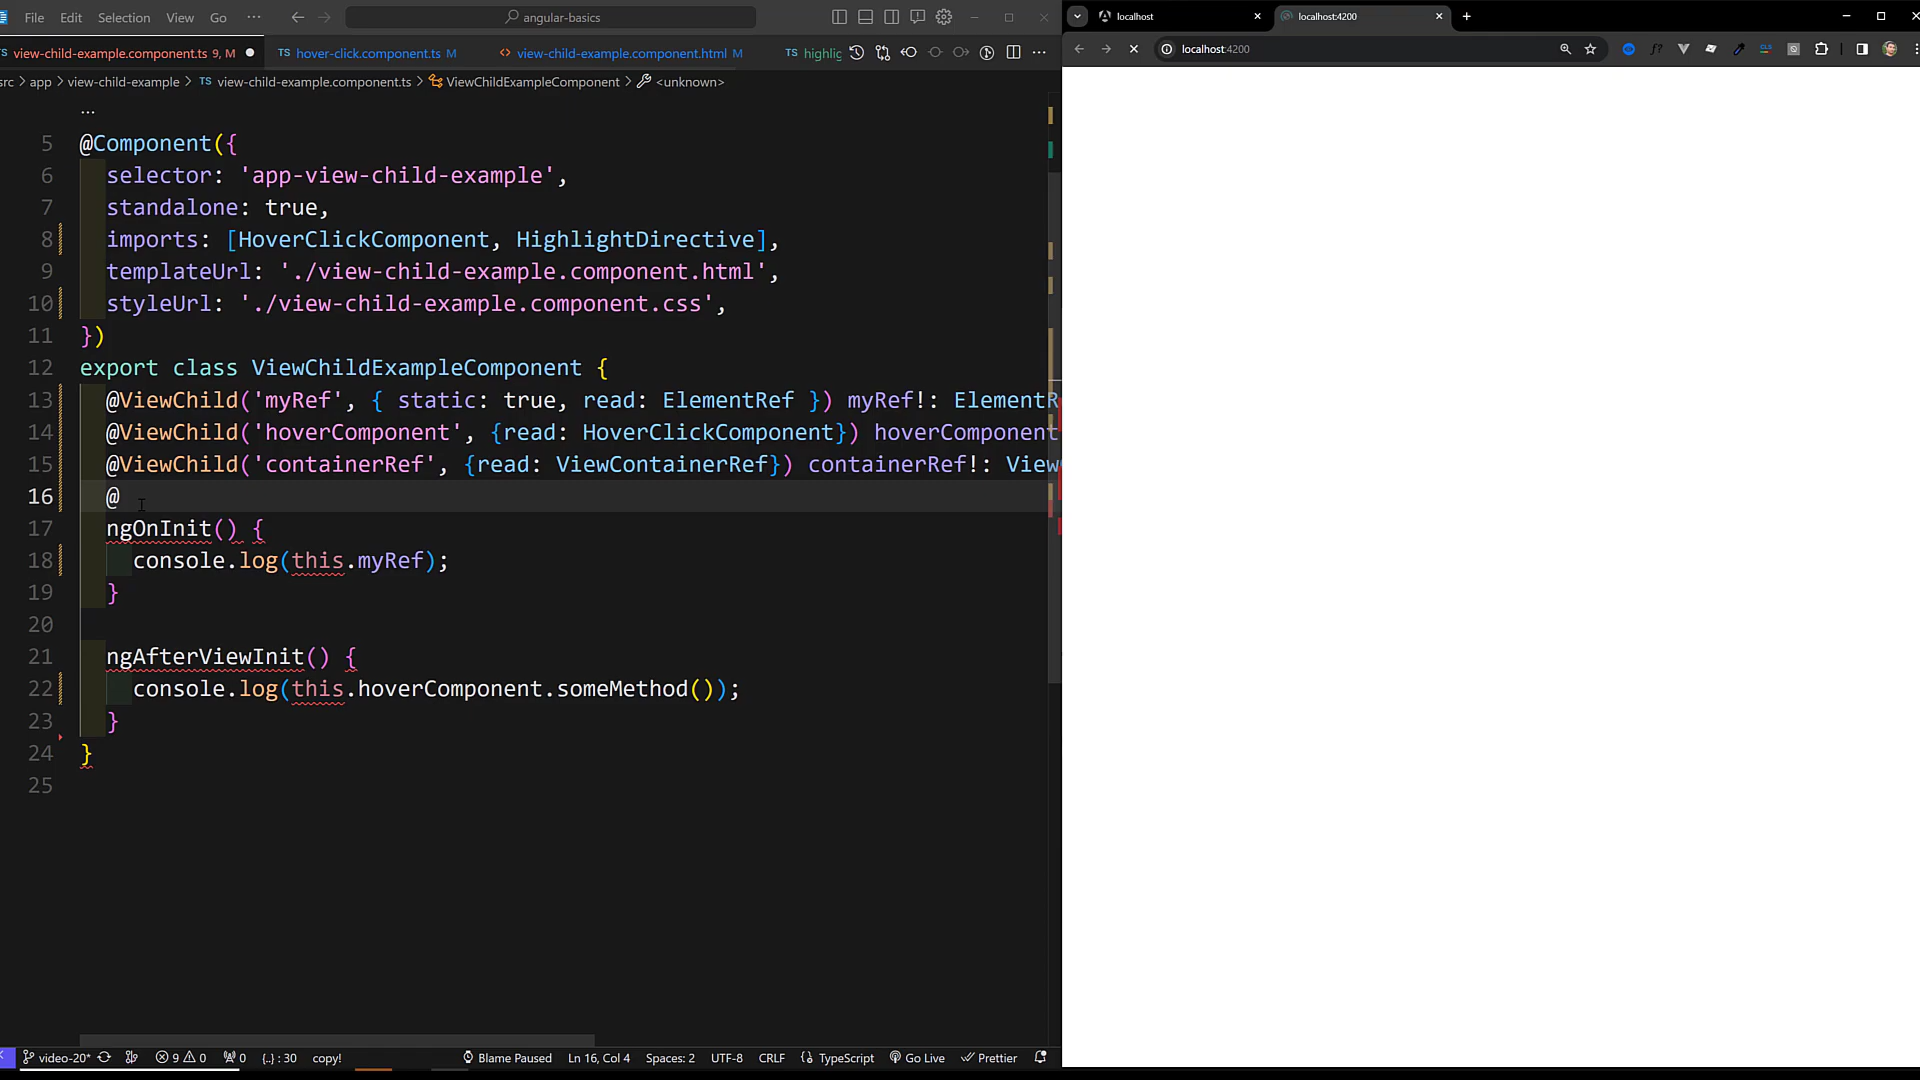 File Edit Selection View Go ··· angular-basics
view-child-example.component.ts 9, M TS hover-click.component.ts M <> view-child-example.component.html M TS highlig
src > app > view-child-example > TS view-child-example.component.ts > ViewChildExampleComponent > <unknown>
...
5 @Component({
6 selector: 'app-view-child-example',
7 standalone: true,
8 imports: [HoverClickComponent, HighlightDirective],
9 templateUrl: './view-child-example.component.html',
10 styleUrl: './view-child-example.component.css',
11 })
12 export class ViewChildExampleComponent {
13 @ViewChild('myRef', { static: true, read: ElementRef }) myRef!: ElementR
14 @ViewChild('hoverComponent', {read: HoverClickComponent}) hoverComponent
15 @ViewChild('containerRef', {read: ViewContainerRef}) containerRef!: View
16 @
17 ngOnInit() {
18 console.log(this.myRef);
19 }
20
21 ngAfterViewInit() {
22 console.log(this.hoverComponent.someMethod());
23 }
24 }
25
video-20* 9 0 0 {..} : 30 copy! Blame Paused Ln 16, Col 4 Spaces: 2 UTF-8 CRLF TypeScript Go Live Prettier
localhost localhost:4200
localhost:4200